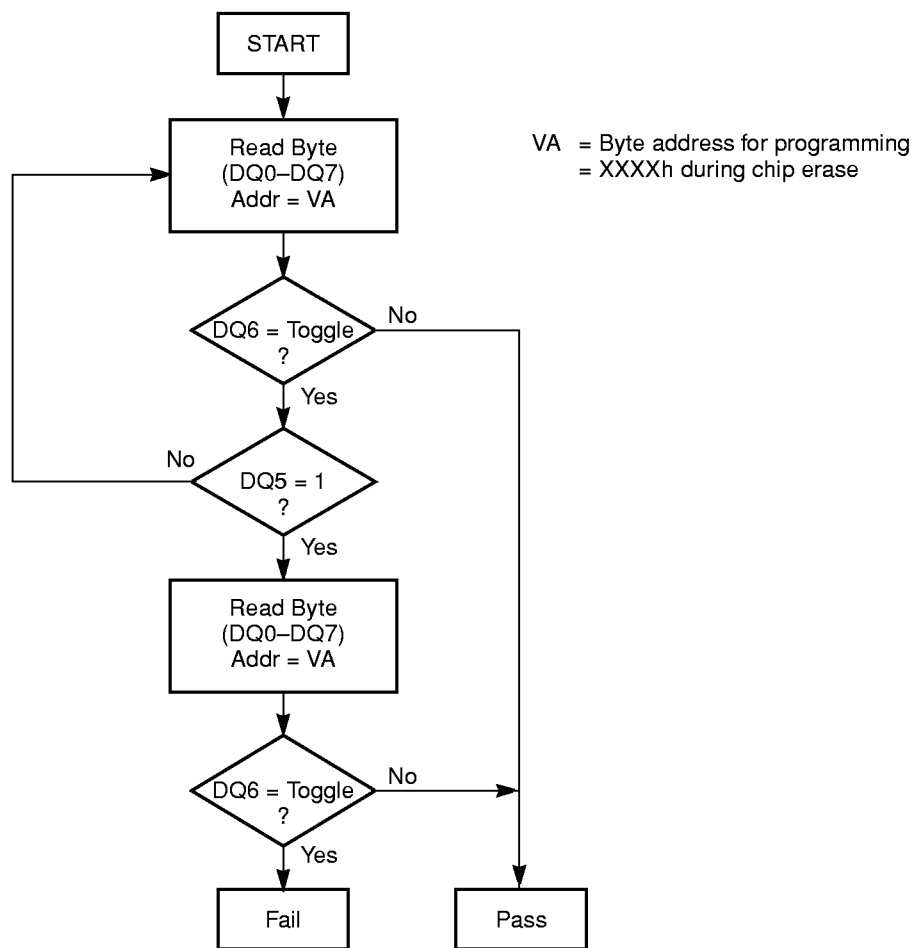 START
Read Byte
(DQ0–DQ7)
Addr = VA
VA = Byte address for programming
= XXXXh during chip erase
DQ6 = Toggle
?
No
Yes
DQ5 = 1
?
No
Yes
Read Byte
(DQ0–DQ7)
Addr = VA
DQ6 = Toggle
?
No
Yes
Fail
Pass